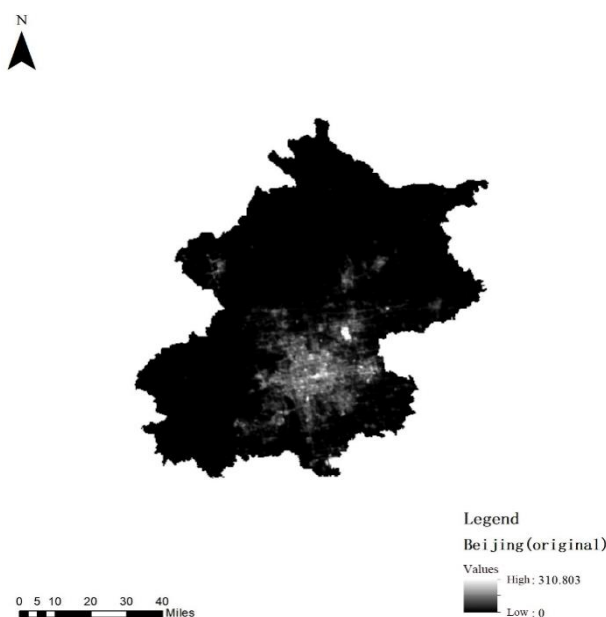 N
Legend
Beijing(original)
Values
High : 310.803
Low : 0
0 5 10 20 30 40
Miles